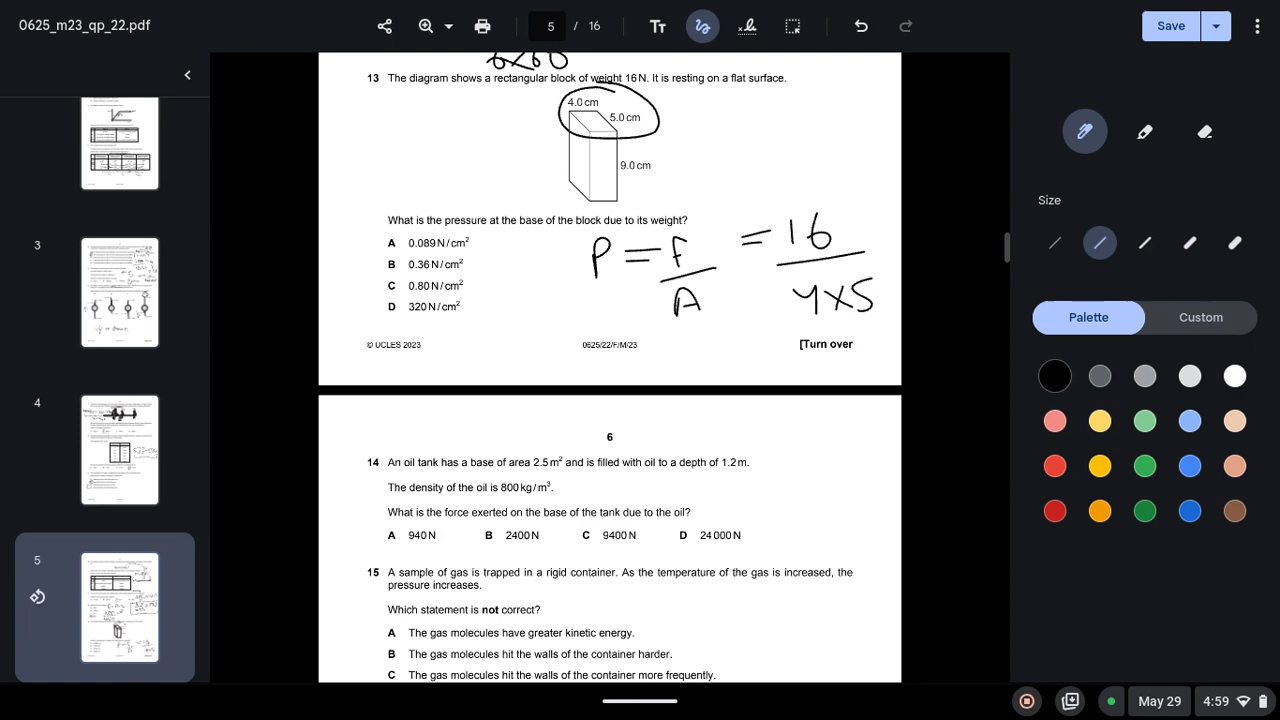 0625_m23_qp_22.pdf
5 / 16
Save
6x60
13 The diagram shows a rectangular block of weight 16N. It is resting on a flat surface.
4.0 cm
5.0 cm
9.0 cm
What is the pressure at the base of the block due to its weight?
A 0.089 N/cm²
B 0.36 N/cm²
C 0.80 N/cm²
D 320 N/cm²
P = F/A = 16/4x5
© UCLES 2023 0625/22/F/M/23 [Turn over
6
14 An oil tank has a base of area 2.5 m² and is filled with oil to a depth of 1.2 m.
The density of the oil is 800 kg/m³.
What is the force exerted on the base of the tank due to the oil?
A 940 N B 2400 N C 9400 N D 24 000 N
15 A sample of gas is trapped in a rigid container. As the temperature of the gas is increased, the
pressure increases.
Which statement is not correct?
A The gas molecules have greater kinetic energy.
B The gas molecules hit the walls of the container harder.
C The gas molecules hit the walls of the container more frequently.
3
4
5
Size
Palette Custom
May 29 4:59